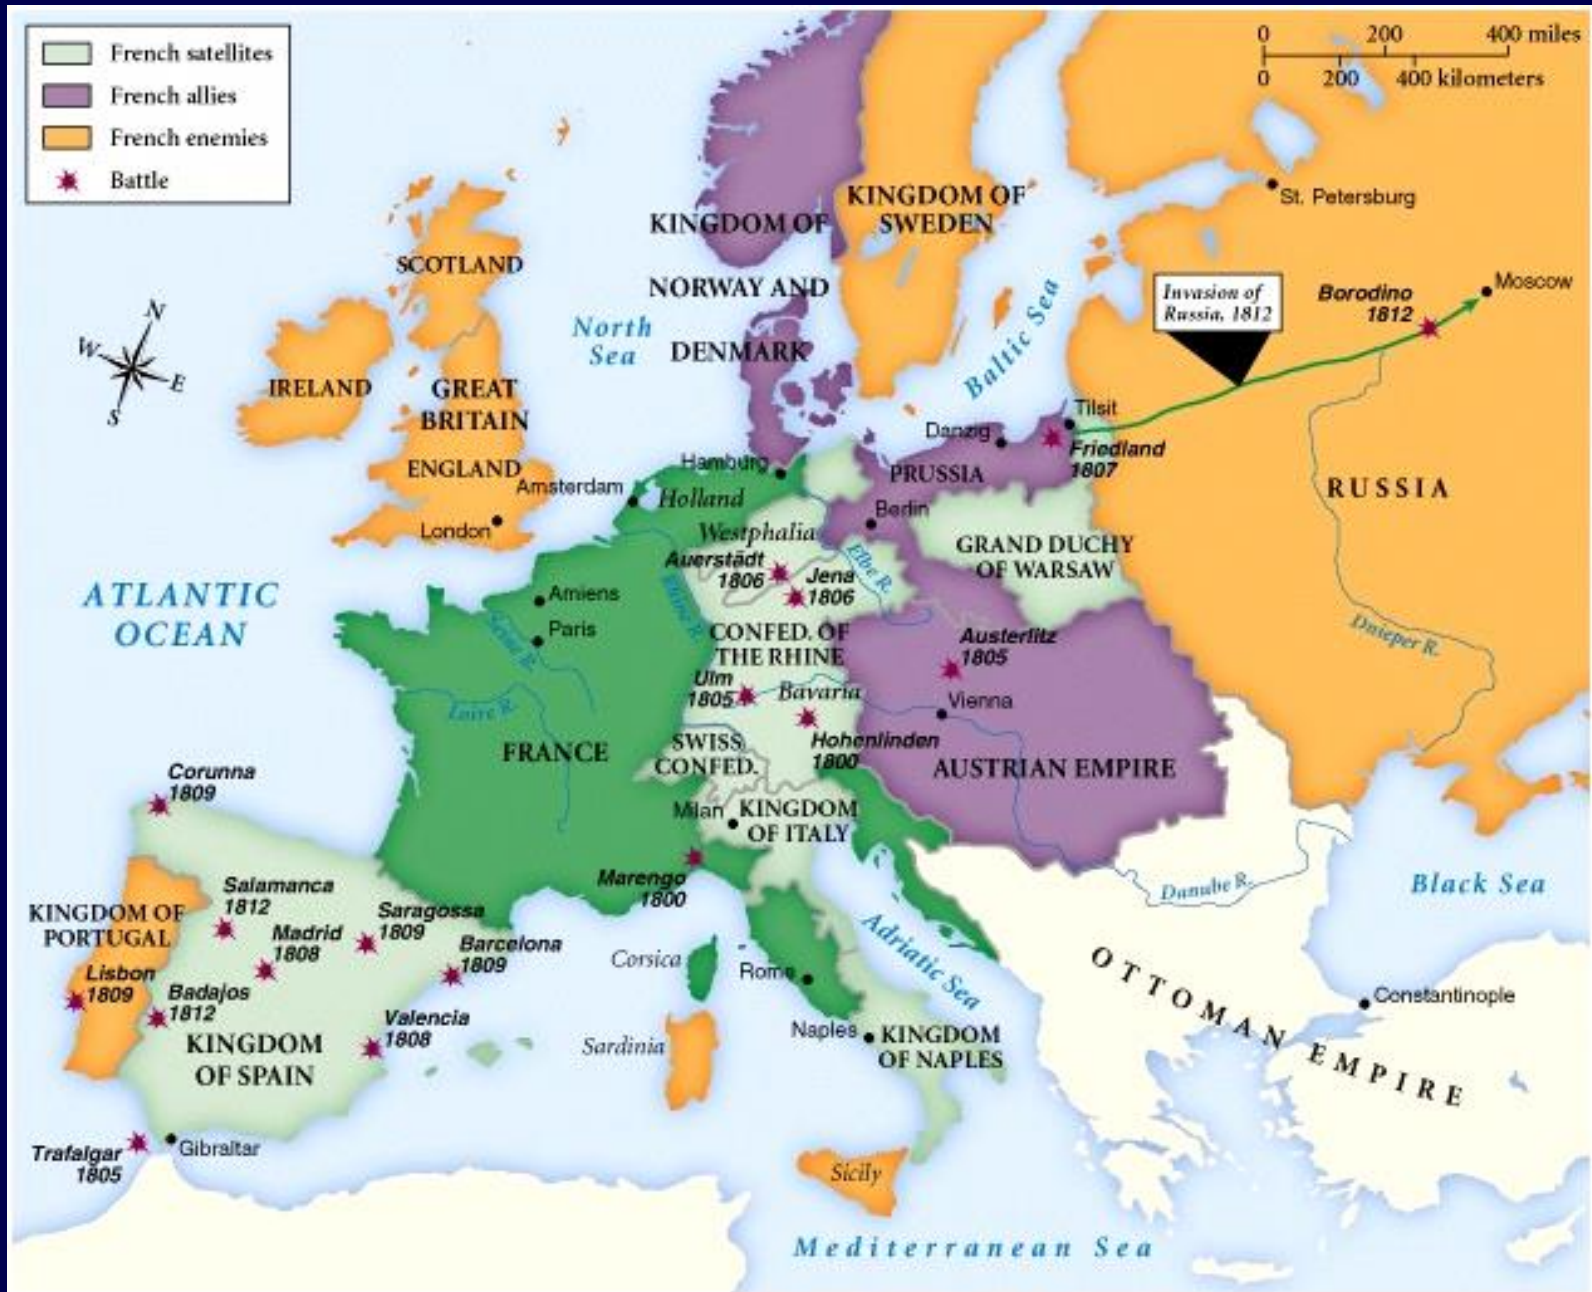 French satellites
French allies
French enemies
Battle
0 200 400 miles
0 200 400 kilometers
N
W
E
S
KINGDOM OF
NORWAY AND
DENMARK
KINGDOM OF
SWEDEN
St. Petersburg
SCOTLAND
IRELAND
GREAT
BRITAIN
ENGLAND
London
North
Sea
Baltic Sea
Invasion of
Russia, 1812
Borodino
1812
Moscow
Tilsit
Friedland
1807
Danzig
PRUSSIA
Berlin
RUSSIA
Hamburg
Amsterdam
Holland
Westphalia
Auerstädt
1806
Jena
1806
Elbe R.
GRAND DUCHY
OF WARSAW
Dnieper R.
ATLANTIC
OCEAN
Amiens
Paris
Seine R.
Rhine R.
Loire R.
FRANCE
CONFED. OF
THE RHINE
Ulm
1805
Bavaria
Hohenlinden
1800
Austerlitz
1805
Vienna
AUSTRIAN EMPIRE
SWISS
CONFED.
Milan
KINGDOM
OF ITALY
Marengo
1800
Corunna
1809
Salamanca
1812
Madrid
1808
Saragossa
1809
Barcelona
1809
KINGDOM OF
PORTUGAL
Lisbon
1809
Badajos
1812
Valencia
1808
KINGDOM
OF SPAIN
Trafalgar
1805
Gibraltar
Corsica
Sardinia
Rome
Adriatic Sea
Naples
KINGDOM
OF NAPLES
Sicily
Danube R.
Black Sea
OTTOMAN EMPIRE
Constantinople
Mediterranean Sea